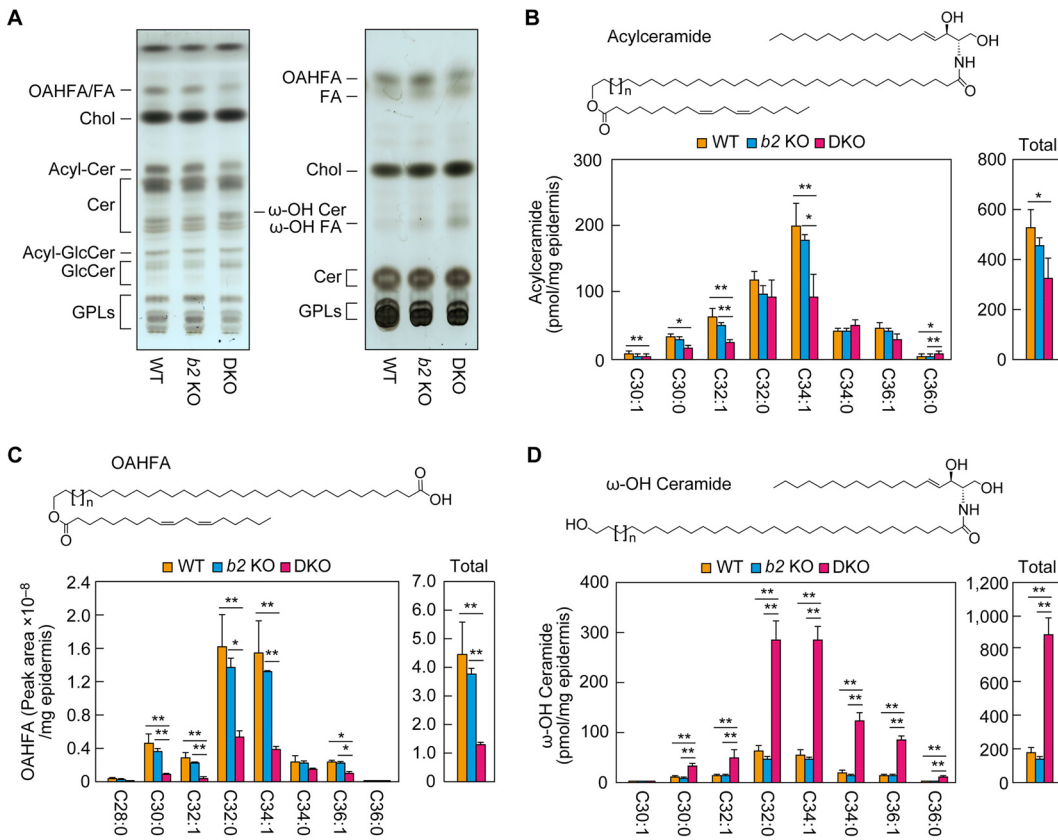 A
OAHFA/FA
Chol
Acyl-Cer
Cer
Acyl-GlcCer
GlcCer
GPLs
WT
b2 KO
DKO
OAHFA
FA
Chol
ω-OH Cer
ω-OH FA
Cer
GPLs
WT
b2 KO
DKO
B
Acylceramide
OH
OH
NH
O
[ ]n
O
O
WT b2 KO DKO
Total
Acylceramide
(pmol/mg epidermis)
300
200
100
0
** * ** ** ** * * **
C30:1 C30:0 C32:1 C32:0 C34:1 C34:0 C36:1 C36:0
800
600
400
200
0
*
C
OAHFA
O
OH
[ ]n
O
O
WT b2 KO DKO
Total
OAHFA (Peak area ×10–8
/mg epidermis)
2.4
2.0
1.6
1.2
0.8
0.4
0
** ** ** ** ** * ** ** * *
C28:0 C30:0 C32:1 C32:0 C34:1 C34:0 C36:1 C36:0
7.0
6.0
5.0
4.0
3.0
2.0
1.0
0
** **
D
ω-OH Ceramide
OH
OH
NH
HO
[ ]n
O
WT b2 KO DKO
Total
ω-OH Ceramide
(pmol/mg epidermis)
400
300
200
100
0
** ** ** ** ** ** ** ** ** ** ** ** ** **
C30:1 C30:0 C32:1 C32:0 C34:1 C34:0 C36:1 C36:0
1,200
1,000
800
600
400
200
0
** **